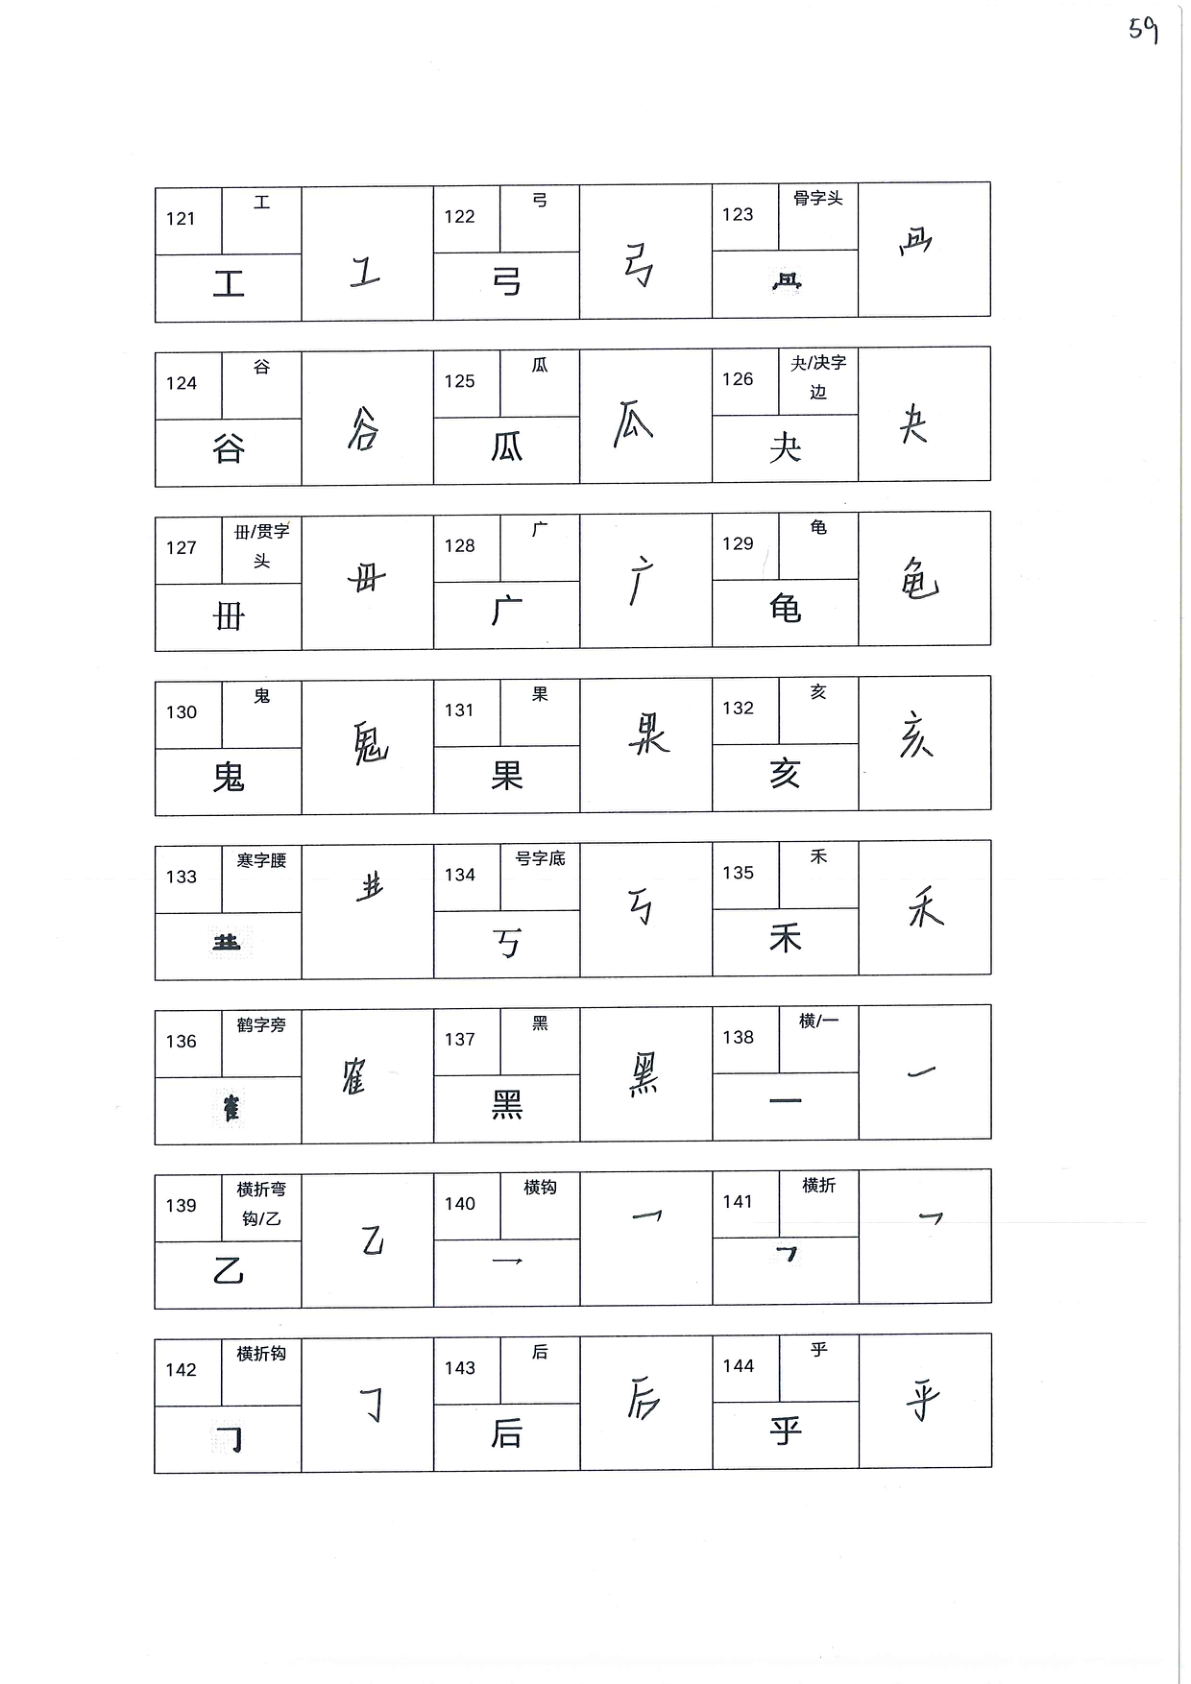 59
121 工 工 工
122 弓 弓 弓
123 骨字头
124 谷 谷 谷
125 瓜 瓜 瓜
126 夬/决字边 夬 夬
127 毌/贯字头 毌 毌
128 广 广 广
129 龟 龟 龟
130 鬼 鬼 鬼
131 果 果 果
132 亥 亥 亥
133 寒字腰
134 号字底 丂 丂
135 禾 禾 禾
136 鹤字旁 隺 隺
137 黑 黑 黑
138 横/一 一 一
139 横折弯钩/乙 乙 乙
140 横钩 乛 乛
141 横折 ㇕ ㇕
142 横折钩 ㇆ ㇆
143 后 后 后
144 乎 乎 乎